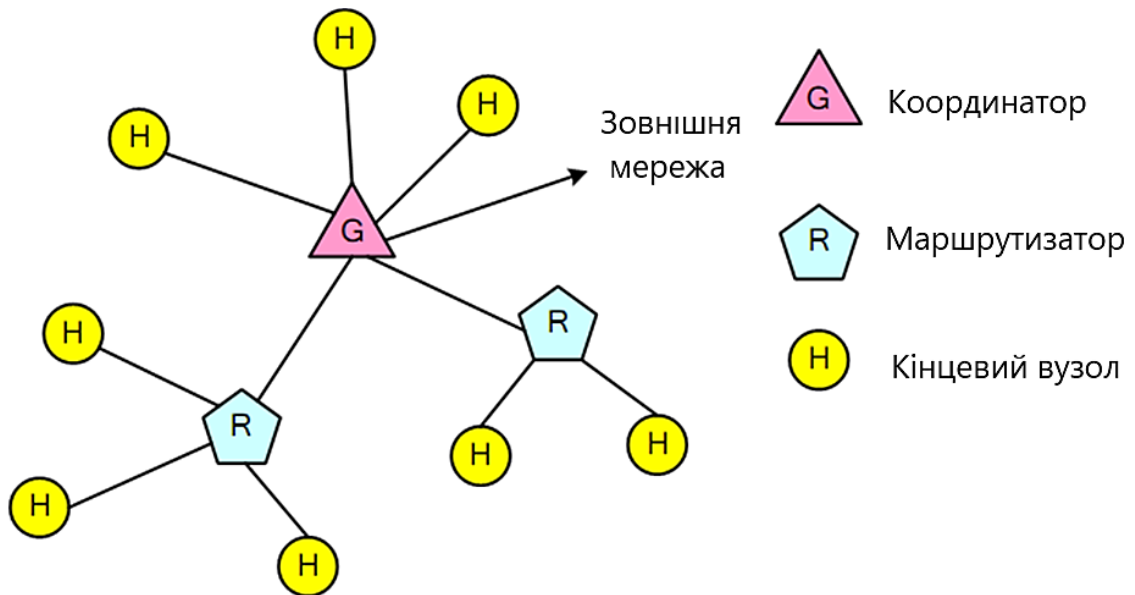 H
H
H
G
Зовнішня
мережа
G Координатор
R Маршрутизатор
H Кінцевий вузол
R
H
R
H
H
H
H